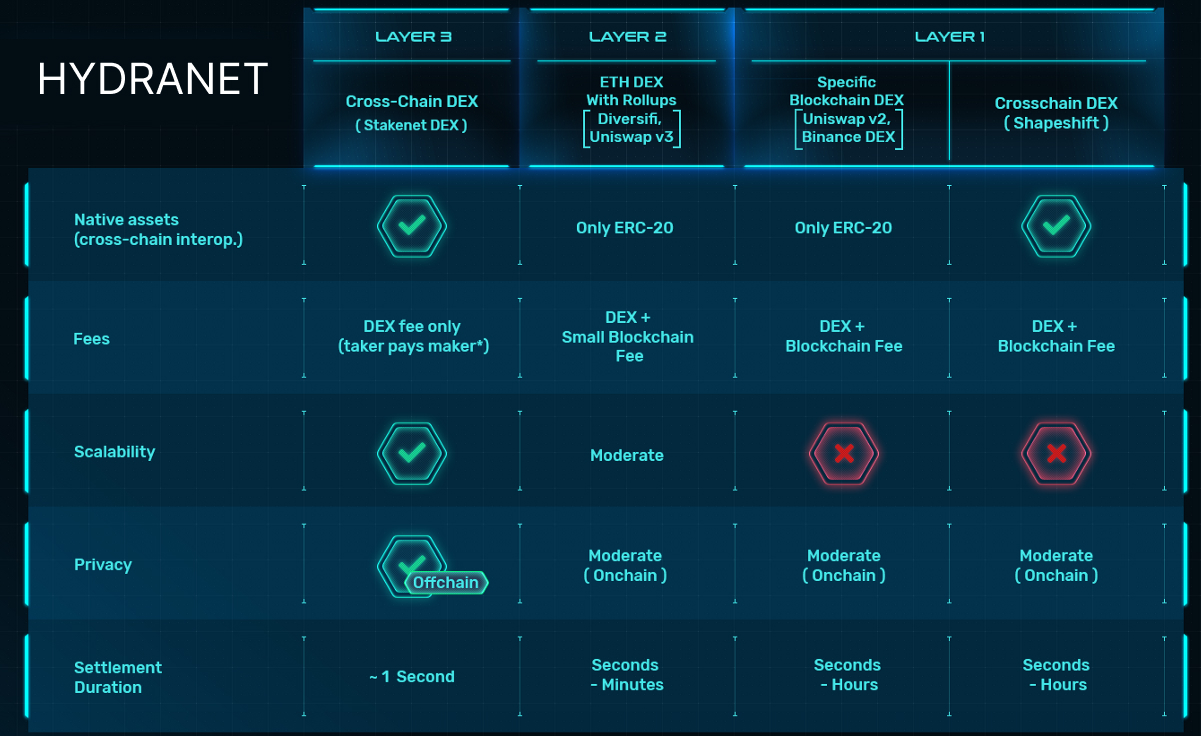 HYDRANET
LAYER 3
LAYER 2
LAYER 1
Cross-Chain DEX
( Stakenet DEX )
ETH DEX
With Rollups
Diversifi,
Uniswap v3
Specific
Blockchain DEX
Uniswap v2,
Binance DEX
Crosschain DEX
( Shapeshift )
Native assets
(cross-chain interop.)
Only ERC-20
Only ERC-20
Fees
DEX fee only
(taker pays maker*)
DEX +
Small Blockchain
Fee
DEX +
Blockchain Fee
DEX +
Blockchain Fee
Scalability
Moderate
Privacy
Offchain
Moderate
( Onchain )
Moderate
( Onchain )
Moderate
( Onchain )
Settlement
Duration
~ 1 Second
Seconds
- Minutes
Seconds
- Hours
Seconds
- Hours